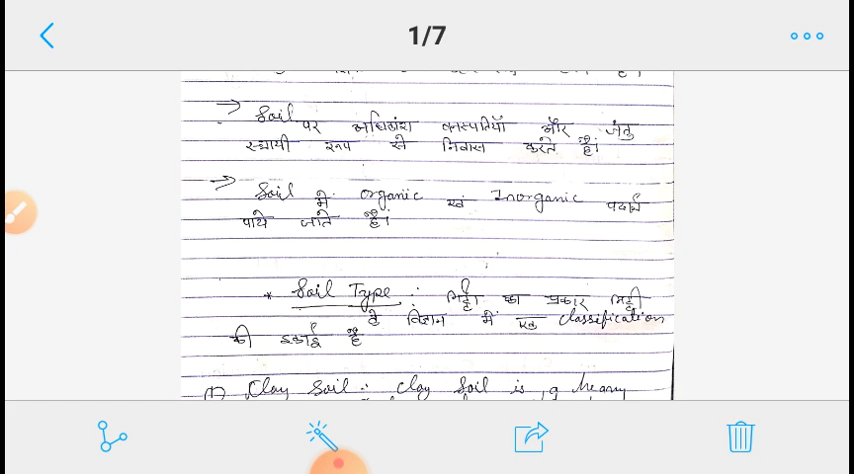 1/7
→ Soil पर अधिकांश वनस्पतियाँ और जंतु
स्थायी रूप से निवास करते हैं।
→ Soil में organic एवं Inorganic पदार्थ
पाये जाते हैं।
* Soil Type :- मिट्टी का प्रकार मिट्टी
के विज्ञान में एक classification
की इकाई है
(1) Clay Soil :- Clay Soil is a heavy